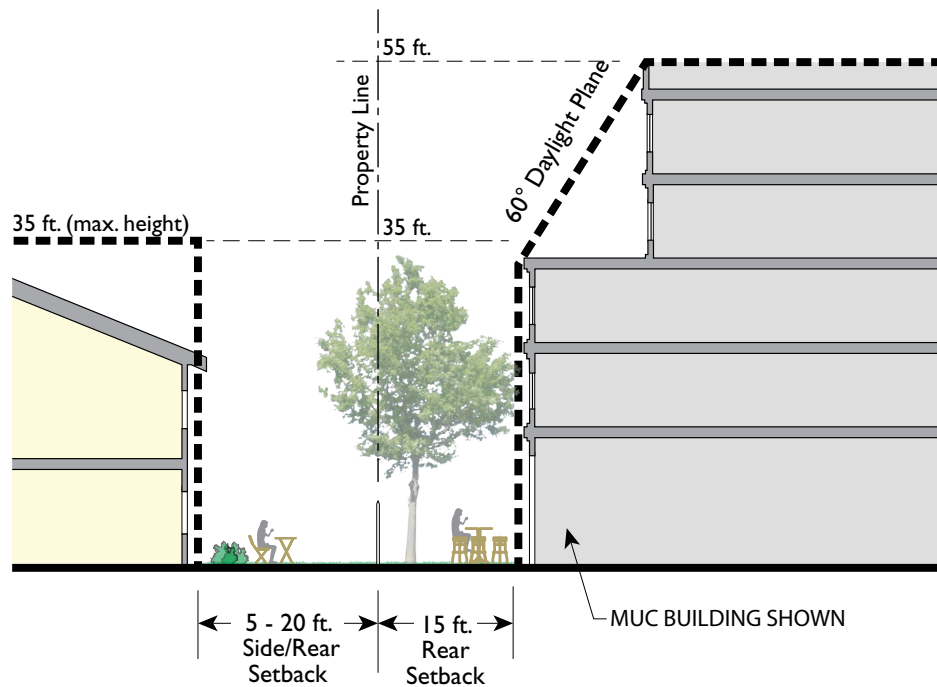 55 ft.
Property Line
60° Daylight Plane
35 ft. (max. height)
35 ft.
5 - 20 ft.
Side/Rear
Setback
15 ft.
Rear
Setback
MUC BUILDING SHOWN